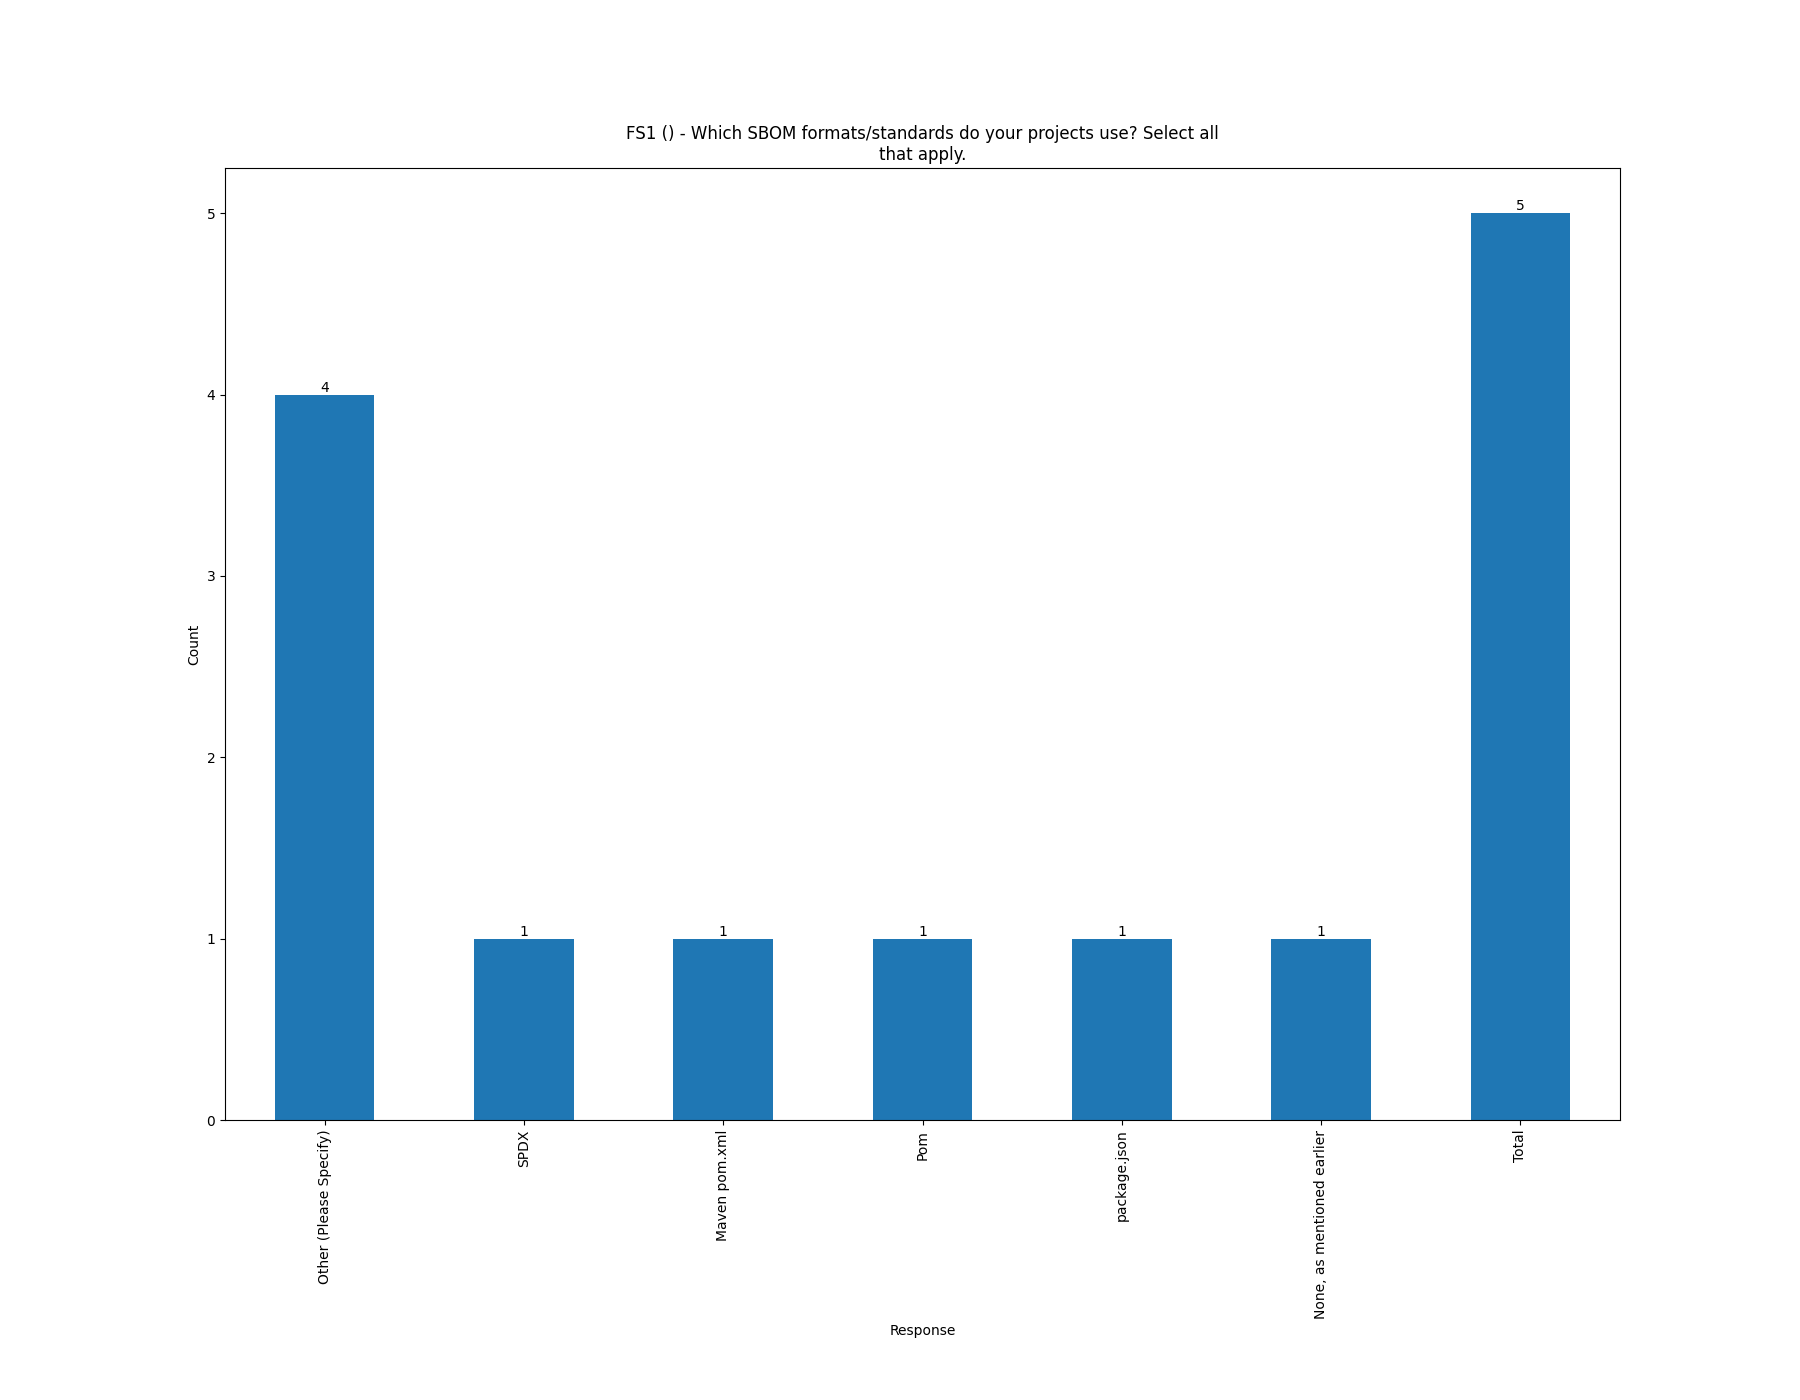 FS1 () - Which SBOM formats/standards do your projects use? Select all
that apply.
5
4
3
2
1
0
Count
4
1
1
1
1
1
5
Other (Please Specify)
SPDX
Maven pom.xml
Pom
package.json
None, as mentioned earlier
Total
Response